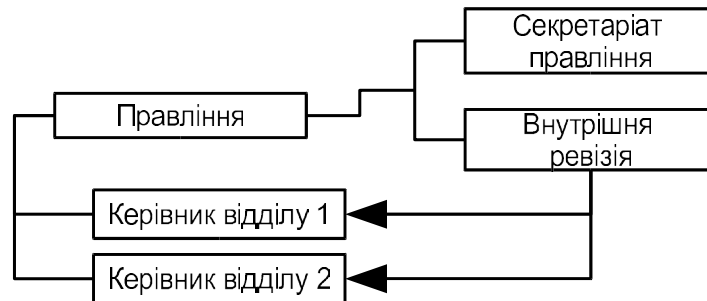 Секретаріат
правління
Правління
Внутрішня
ревізія
Керівник відділу 1
Керівник відділу 2